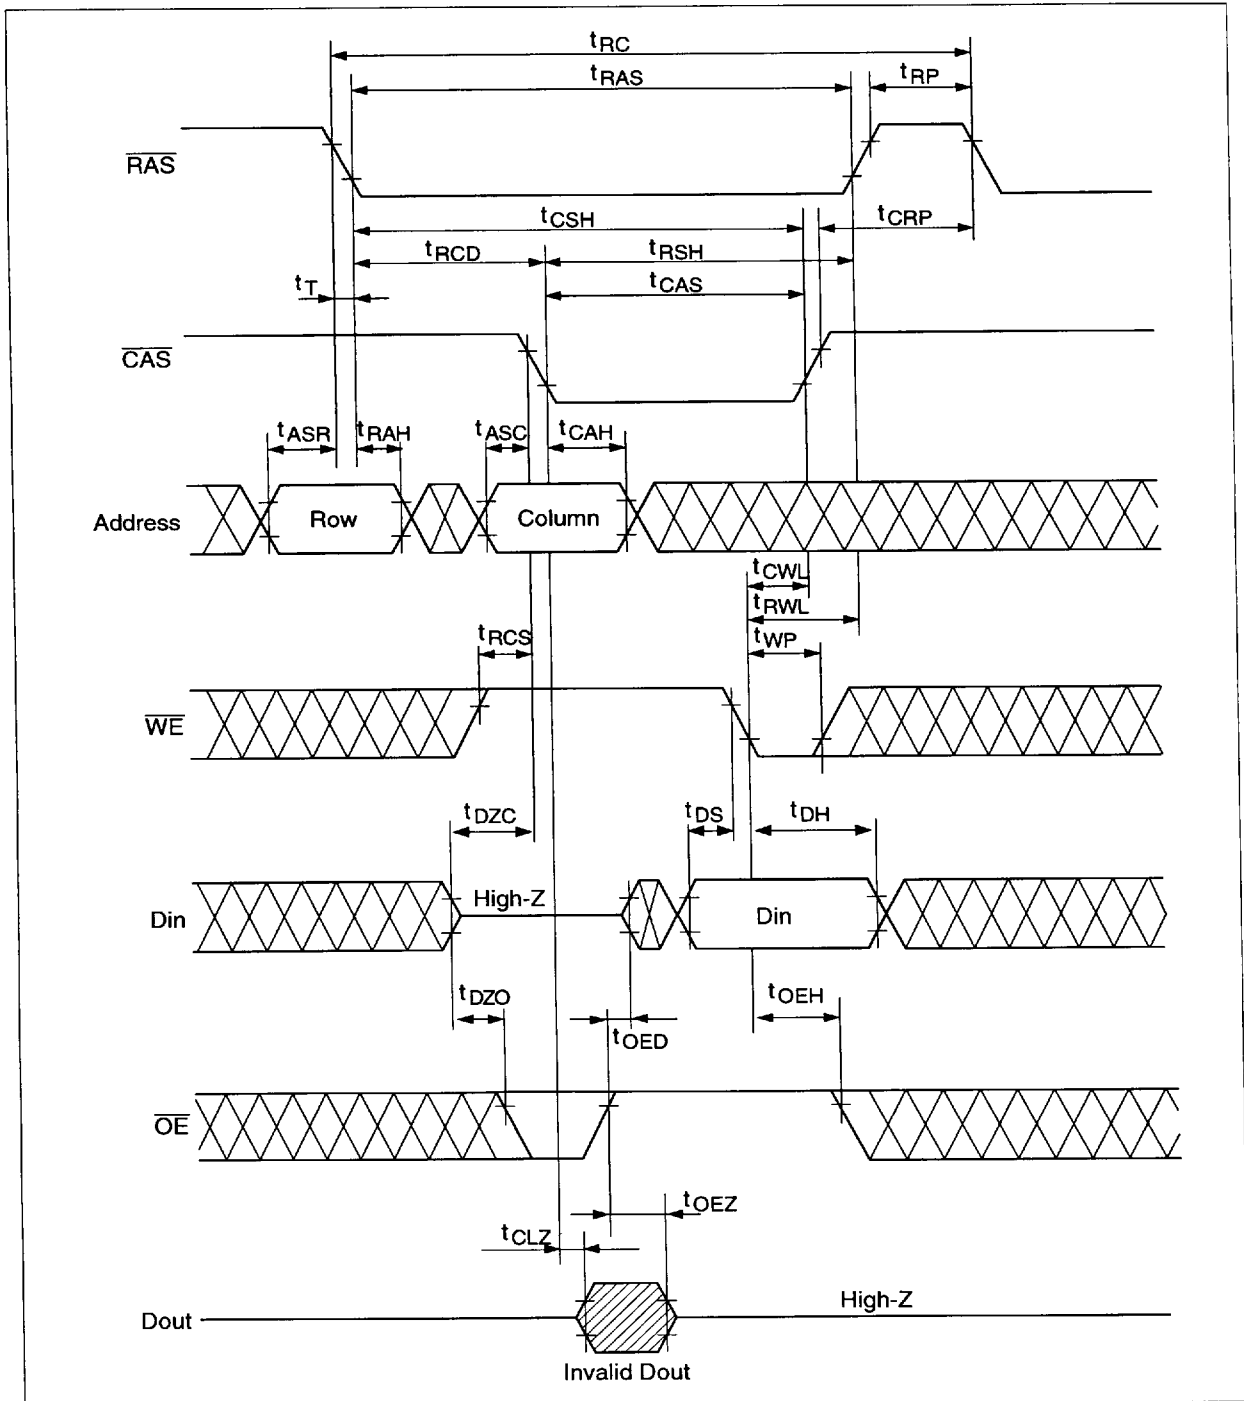 tRC
tRAS
tRP
RAS
tCSH
tCRP
tRCD
tRSH
tT
tCAS
CAS
tASR
tRAH
tASC
tCAH
Address
Row
Column
tCWL
tRWL
tRCS
tWP
WE
tDZC
tDS
tDH
High-Z
Din
Din
tDZO
tOEH
tOED
OE
tOEZ
tCLZ
High-Z
Dout
Invalid Dout